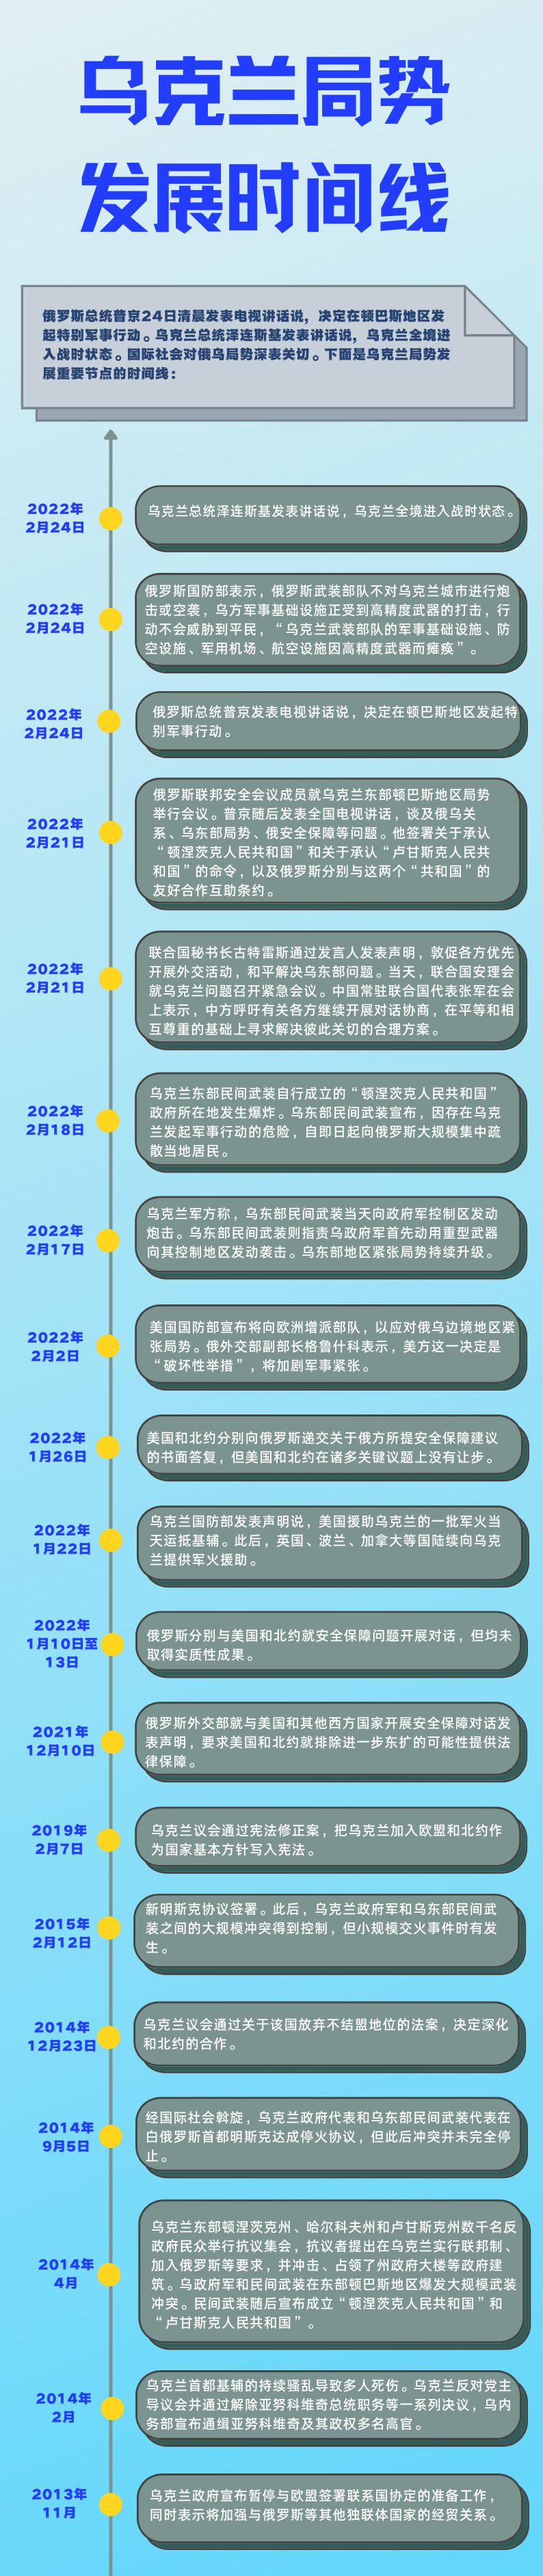 乌克兰局势
发展时间线
俄罗斯总统普京24日清晨发表电视讲话说，决定在顿巴斯地区发
起特别军事行动。乌克兰总统泽连斯基发表讲话说，乌克兰全境进
入战时状态。国际社会对俄乌局势深表关切。下面是乌克兰局势发
展重要节点的时间线：
2022年
2月24日
乌克兰总统泽连斯基发表讲话说，乌克兰全境进入战时状态。
2022年
2月24日
俄罗斯国防部表示，俄罗斯武装部队不对乌克兰城市进行炮
击或空袭，乌方军事基础设施正受到高精度武器的打击，行
动不会威胁到平民，“乌克兰武装部队的军事基础设施、防
空设施、军用机场、航空设施因高精度武器而瘫痪”。
2022年
2月24日
俄罗斯总统普京发表电视讲话说，决定在顿巴斯地区发起特
别军事行动。
2022年
2月21日
俄罗斯联邦安全会议成员就乌克兰东部顿巴斯地区局势
举行会议。普京随后发表全国电视讲话，谈及俄乌关
系、乌东部局势、俄安全保障等问题。他签署关于承认
“顿涅茨克人民共和国”和关于承认“卢甘斯克人民共
和国”的命令，以及俄罗斯分别与这两个“共和国”的
友好合作互助条约。
2022年
2月21日
联合国秘书长古特雷斯通过发言人发表声明，敦促各方优先
开展外交活动，和平解决乌东部问题。当天，联合国安理会
就乌克兰问题召开紧急会议。中国常驻联合国代表张军在会
上表示，中方呼吁有关各方继续开展对话协商，在平等和相
互尊重的基础上寻求解决彼此关切的合理方案。
2022年
2月18日
乌克兰东部民间武装自行成立的“顿涅茨克人民共和国”
政府所在地发生爆炸。乌东部民间武装宣布，因存在乌克
兰发起军事行动的危险，自即日起向俄罗斯大规模集中疏
散当地居民。
2022年
2月17日
乌克兰军方称，乌东部民间武装当天向政府军控制区发动
炮击。乌东部民间武装则指责乌政府军首先动用重型武器
向其控制地区发动袭击。乌东部地区紧张局势持续升级。
2022年
2月2日
美国国防部宣布将向欧洲增派部队，以应对俄乌边境地区紧
张局势。俄外交部副部长格鲁什科表示，美方这一决定是
“破坏性举措”，将加剧军事紧张。
2022年
1月26日
美国和北约分别向俄罗斯递交关于俄方所提安全保障建议
的书面答复，但美国和北约在诸多关键议题上没有让步。
2022年
1月22日
乌克兰国防部发表声明说，美国援助乌克兰的一批军火当
天运抵基辅。此后，英国、波兰、加拿大等国陆续向乌克
兰提供军火援助。
2022年
1月10日至
13日
俄罗斯分别与美国和北约就安全保障问题开展对话，但均未
取得实质性成果。
2021年
12月10日
俄罗斯外交部就与美国和其他西方国家开展安全保障对话发
表声明，要求美国和北约就排除进一步东扩的可能性提供法
律保障。
2019年
2月7日
乌克兰议会通过宪法修正案，把乌克兰加入欧盟和北约作
为国家基本方针写入宪法。
2015年
2月12日
新明斯克协议签署。此后，乌克兰政府军和乌东部民间武
装之间的大规模冲突得到控制，但小规模交火事件时有发
生。
2014年
12月23日
乌克兰议会通过关于该国放弃不结盟地位的法案，决定深化
和北约的合作。
2014年
9月5日
经国际社会斡旋，乌克兰政府代表和乌东部民间武装代表在
白俄罗斯首都明斯克达成停火协议，但此后冲突并未完全停
止。
2014年
4月
乌克兰东部顿涅茨克州、哈尔科夫州和卢甘斯克州数千名反
政府民众举行抗议集会，抗议者提出在乌克兰实行联邦制、
加入俄罗斯等要求，并冲击、占领了州政府大楼等政府建
筑。乌政府军和民间武装在东部顿巴斯地区爆发大规模武装
冲突。民间武装随后宣布成立“顿涅茨克人民共和国”和
“卢甘斯克人民共和国”。
2014年
2月
乌克兰首都基辅的持续骚乱导致多人死伤。乌克兰反对党主
导议会并通过解除亚努科维奇总统职务等一系列决议，乌内
务部宣布通缉亚努科维奇及其政权多名高官。
2013年
11月
乌克兰政府宣布暂停与欧盟签署联系国协定的准备工作，
同时表示将加强与俄罗斯等其他独联体国家的经贸关系。